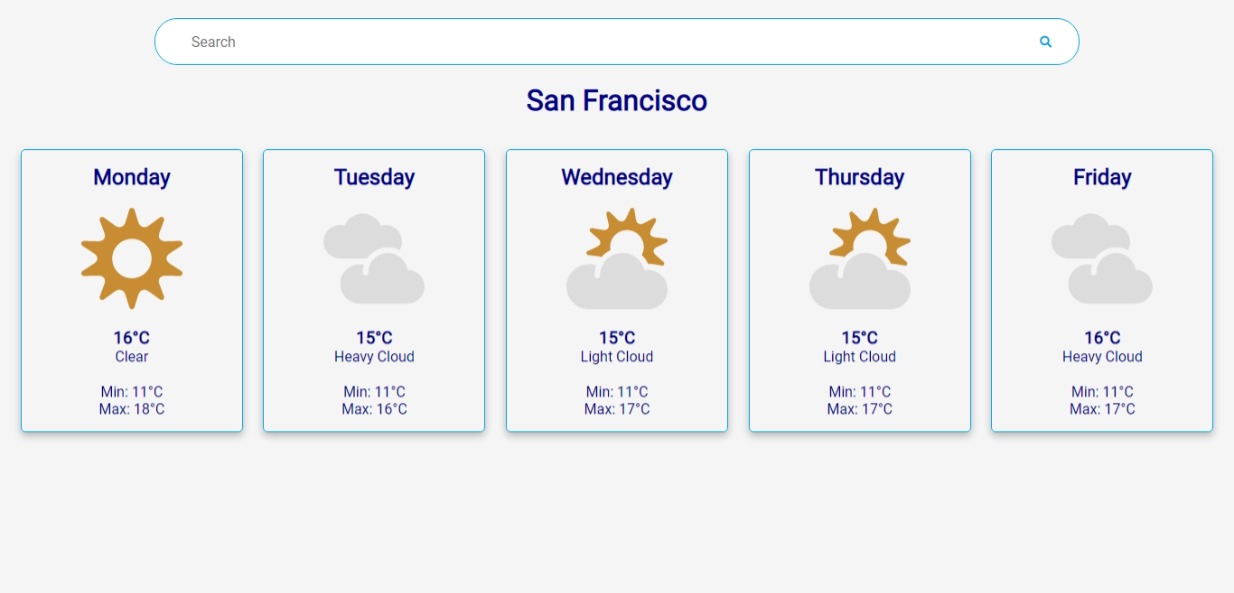 Search
San Francisco
Monday
16°C
Clear
Min: 11°C
Max: 18°C
Tuesday
15°C
Heavy Cloud
Min: 11°C
Max: 16°C
Wednesday
15°C
Light Cloud
Min: 11°C
Max: 17°C
Thursday
15°C
Light Cloud
Min: 11°C
Max: 17°C
Friday
16°C
Heavy Cloud
Min: 11°C
Max: 17°C